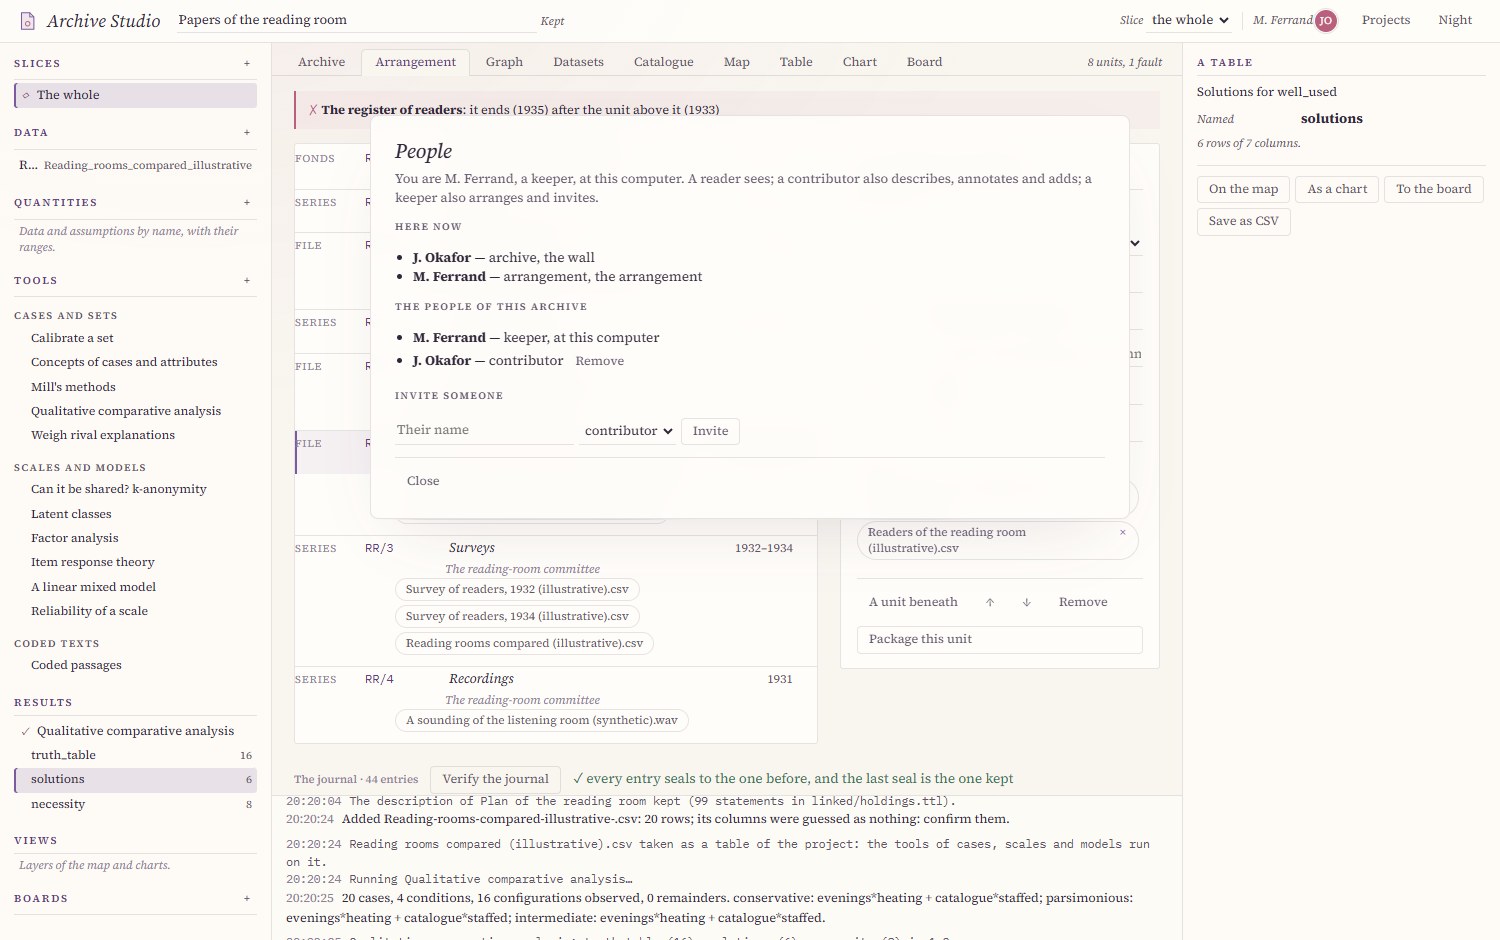 Archive Studio
Papers of the reading room
Kept
Slice the whole
M. Ferrand JO
Projects
Night
SLICES +
◇ The whole
DATA +
R... Reading_rooms_compared_illustrative
QUANTITIES +
Data and assumptions by name, with their
ranges.
TOOLS +
CASES AND SETS
Calibrate a set
Concepts of cases and attributes
Mill's methods
Qualitative comparative analysis
Weigh rival explanations
SCALES AND MODELS
Can it be shared? k-anonymity
Latent classes
Factor analysis
Item response theory
A linear mixed model
Reliability of a scale
CODED TEXTS
Coded passages
RESULTS
✓ Qualitative comparative analysis
truth_table 16
solutions 6
necessity 8
VIEWS
Layers of the map and charts.
BOARDS +
Archive Arrangement Graph Datasets Catalogue Map Table Chart Board
8 units, 1 fault
✗ The register of readers: it ends (1935) after the unit above it (1933)
FONDS
SERIES
FILE
SERIES
FILE
FILE
People
You are M. Ferrand, a keeper, at this computer. A reader sees; a contributor also describes, annotates and adds; a
keeper also arranges and invites.
HERE NOW
• J. Okafor — archive, the wall
• M. Ferrand — arrangement, the arrangement
THE PEOPLE OF THIS ARCHIVE
• M. Ferrand — keeper, at this computer
• J. Okafor — contributor Remove
INVITE SOMEONE
Their name contributor Invite
Close
SERIES RR/3 Surveys 1932–1934
The reading-room committee
Survey of readers, 1932 (illustrative).csv
Survey of readers, 1934 (illustrative).csv
Reading rooms compared (illustrative).csv
SERIES RR/4 Recordings 1931
The reading-room committee
A sounding of the listening room (synthetic).wav
Readers of the reading room
(illustrative).csv ×
A unit beneath ↑ ↓ Remove
Package this unit
The journal · 44 entries Verify the journal ✓ every entry seals to the one before, and the last seal is the one kept
20:20:04 The description of Plan of the reading room kept (99 statements in linked/holdings.ttl).
20:20:24 Added Reading-rooms-compared-illustrative-.csv: 20 rows; its columns were guessed as nothing: confirm them.
20:20:24 Reading rooms compared (illustrative).csv taken as a table of the project: the tools of cases, scales and models run
on it.
20:20:24 Running Qualitative comparative analysis…
20:20:25 20 cases, 4 conditions, 16 configurations observed, 0 remainders. conservative: evenings*heating + catalogue*staffed; parsimonious:
evenings*heating + catalogue*staffed; intermediate: evenings*heating + catalogue*staffed.
A TABLE
Solutions for well_used
Named solutions
6 rows of 7 columns.
On the map As a chart To the board
Save as CSV